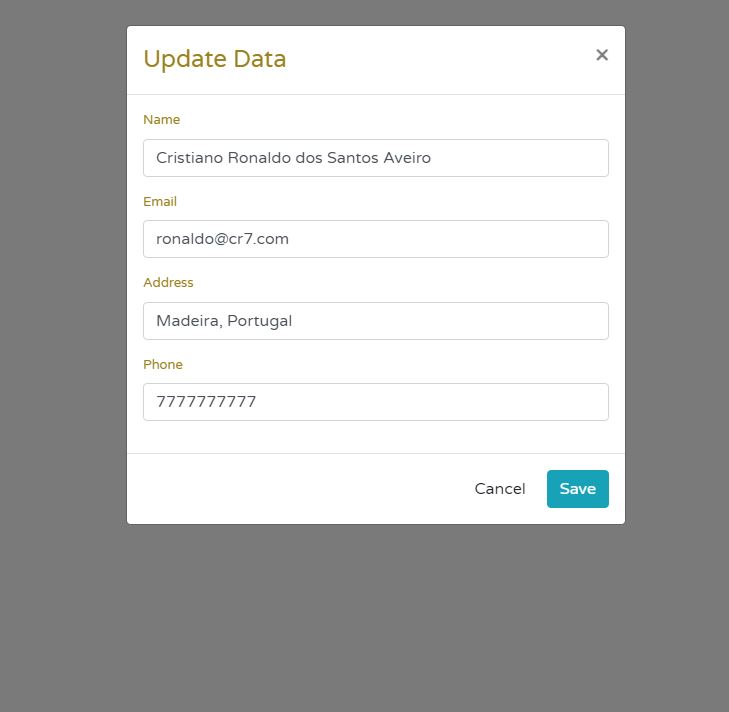 Update Data ×
Name
Cristiano Ronaldo dos Santos Aveiro
Email
ronaldo@cr7.com
Address
Madeira, Portugal
Phone
7777777777
Cancel Save